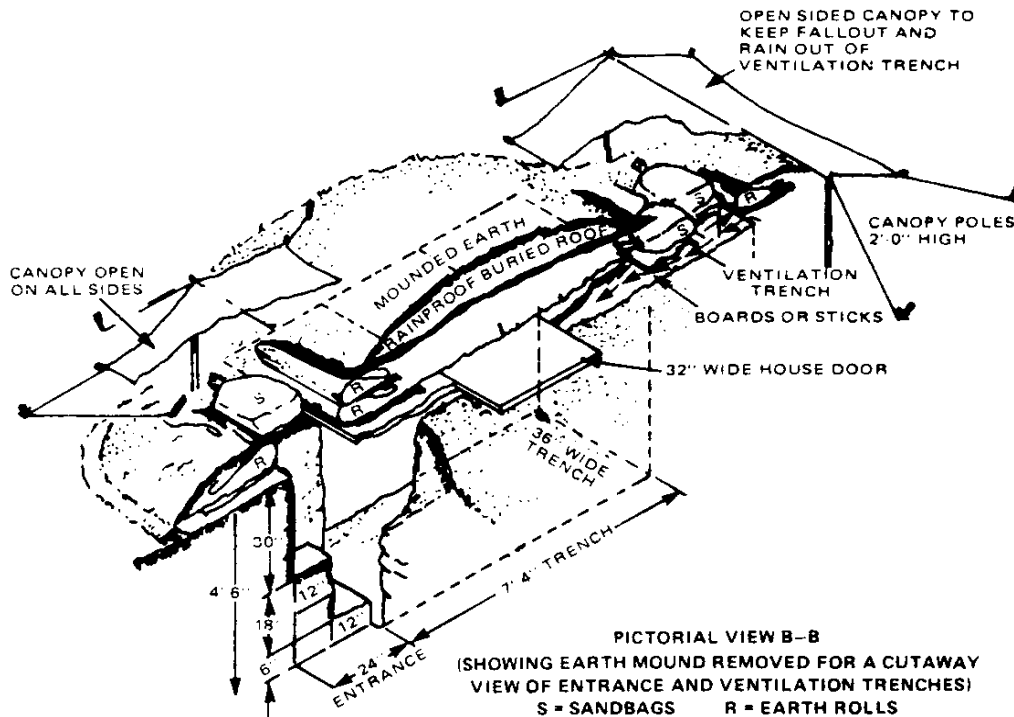 OPEN SIDED CANOPY TO
KEEP FALLOUT AND
RAIN OUT OF
VENTILATION TRENCH
S
R
CANOPY POLES
2'-0" HIGH
S
MOUNDED EARTH
RAINPROOF BURIED ROOF
VENTILATION
TRENCH
CANOPY OPEN
ON ALL SIDES
BOARDS OR STICKS
32" WIDE HOUSE DOOR
R
S
R
36" WIDE
TRENCH
R
30"
7' 4" TRENCH
4' 6"
12"
18"
12"
6"
24"
ENTRANCE
PICTORIAL VIEW B-B
(SHOWING EARTH MOUND REMOVED FOR A CUTAWAY
VIEW OF ENTRANCE AND VENTILATION TRENCHES)
S = SANDBAGS R = EARTH ROLLS